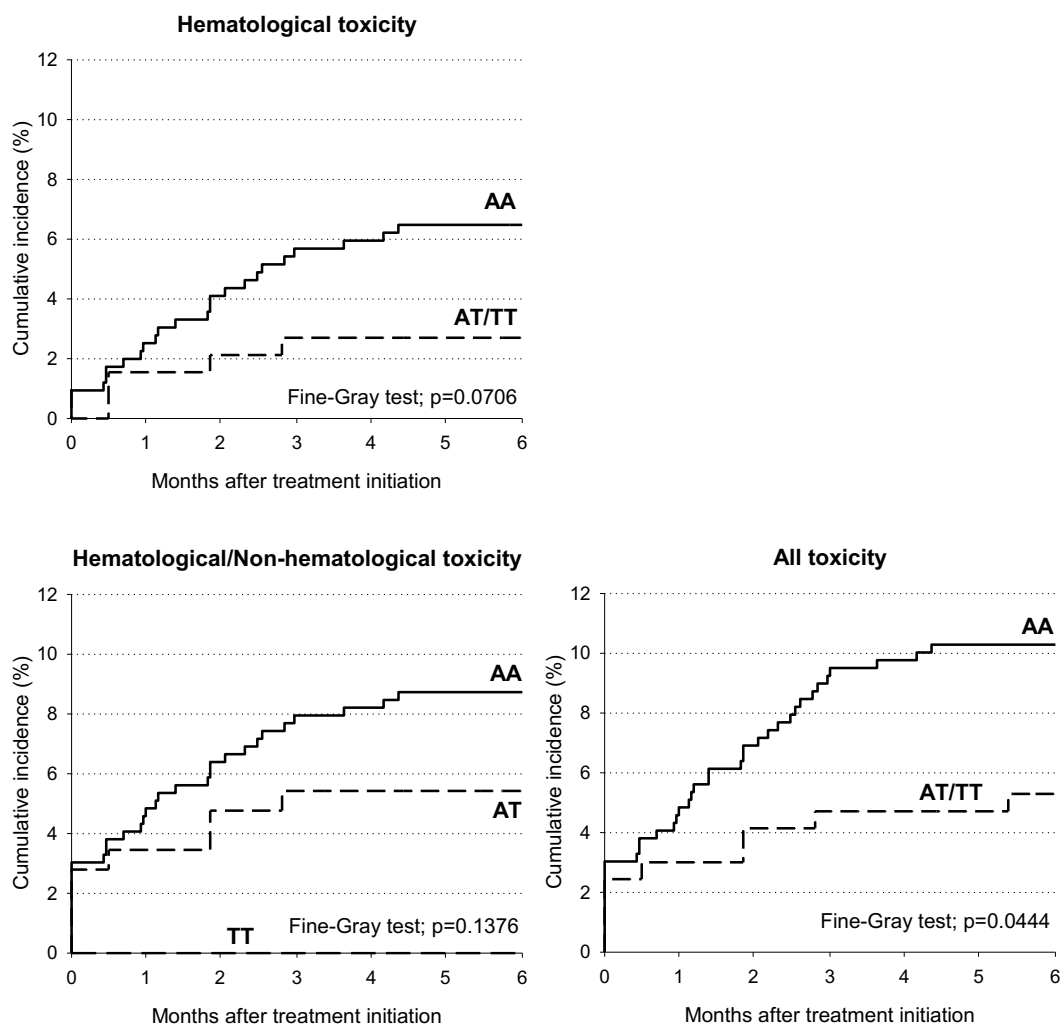 Hematological toxicity
Cumulative incidence (%)
12
10
8
6
4
2
0
AA
AT/TT
Fine-Gray test; p=0.0706
0 1 2 3 4 5 6
Months after treatment initiation
Hematological/Non-hematological toxicity
Cumulative incidence (%)
12
10
8
6
4
2
0
AA
AT
Fine-Gray test; p=0.1376
TT
0 1 2 3 4 5 6
Months after treatment initiation
All toxicity
Cumulative incidence (%)
12
10
8
6
4
2
0
AA
AT/TT
Fine-Gray test; p=0.0444
0 1 2 3 4 5 6
Months after treatment initiation